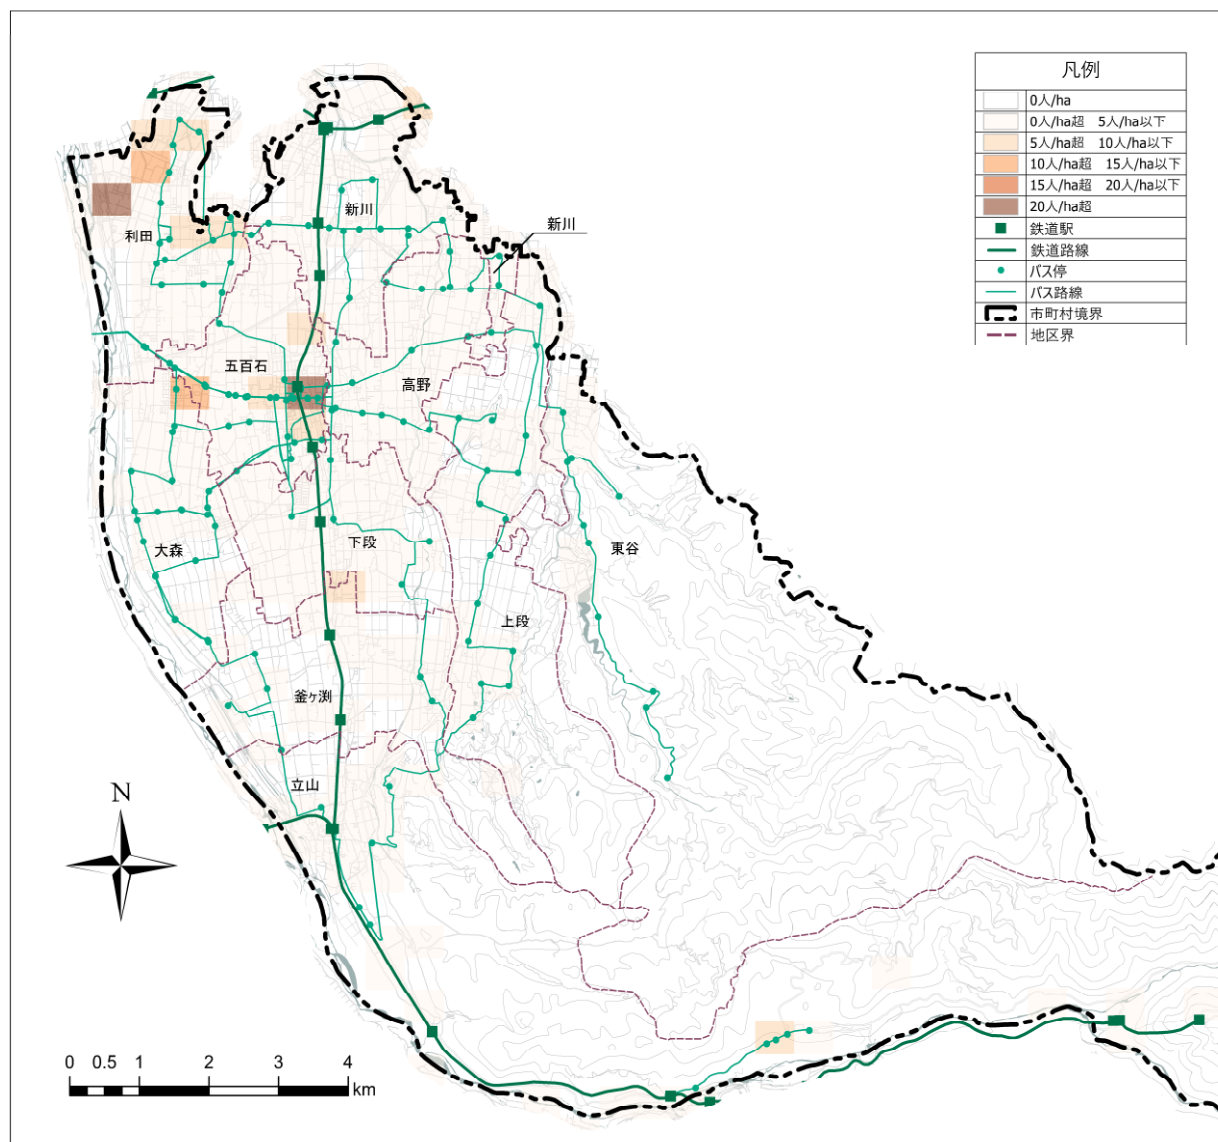 凡例
0人/ha
0人/ha超 5人/ha以下
5人/ha超 10人/ha以下
10人/ha超 15人/ha以下
15人/ha超 20人/ha以下
20人/ha超
鉄道駅
鉄道路線
バス停
バス路線
市町村境界
地区界
新川
新川
利田
五百石
高野
大森
下段
東谷
上段
釜ヶ渕
立山
N
0 0.5 1 2 3 4
km